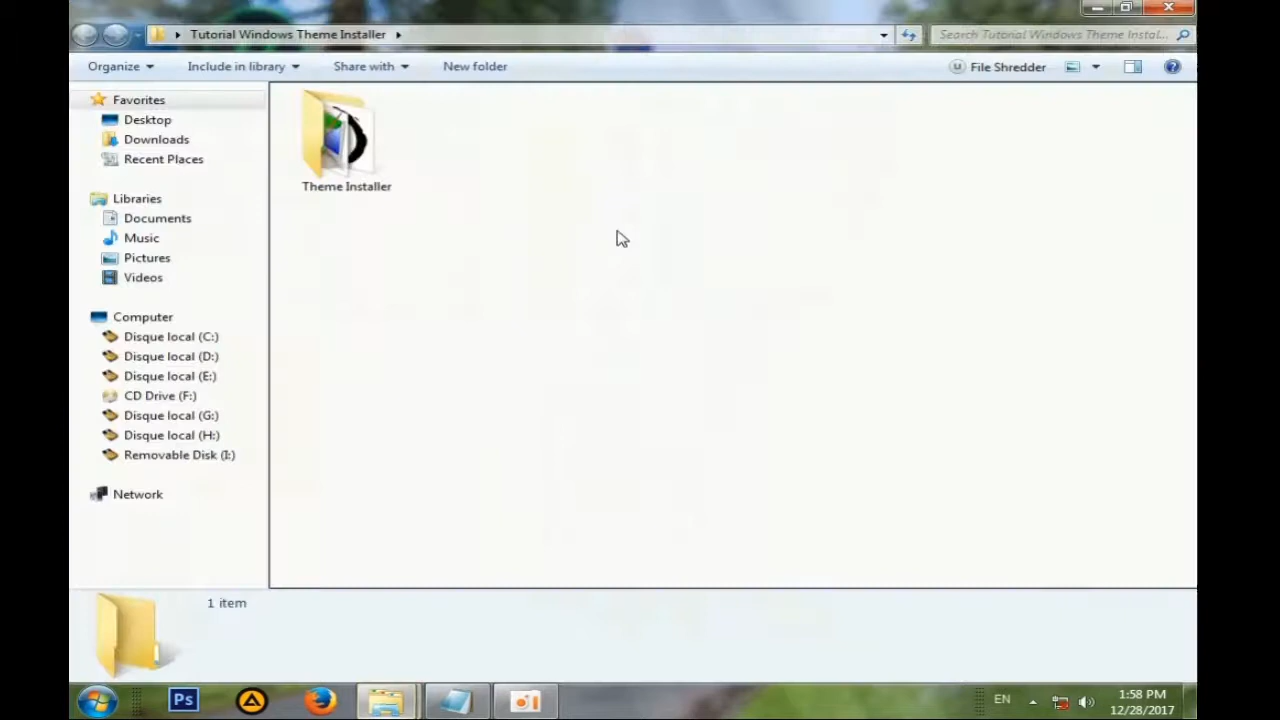 Tutorial Windows Theme Installer
Search Tutorial Windows Theme Instal...
Organize
Include in library
Share with
New folder
File Shredder
Favorites
Desktop
Downloads
Recent Places
Libraries
Documents
Music
Pictures
Videos
Computer
Disque local (C:)
Disque local (D:)
Disque local (E:)
CD Drive (F:)
Disque local (G:)
Disque local (H:)
Removable Disk (I:)
Network
Theme Installer
1 item
Ps
EN
1:58 PM
12/28/2017